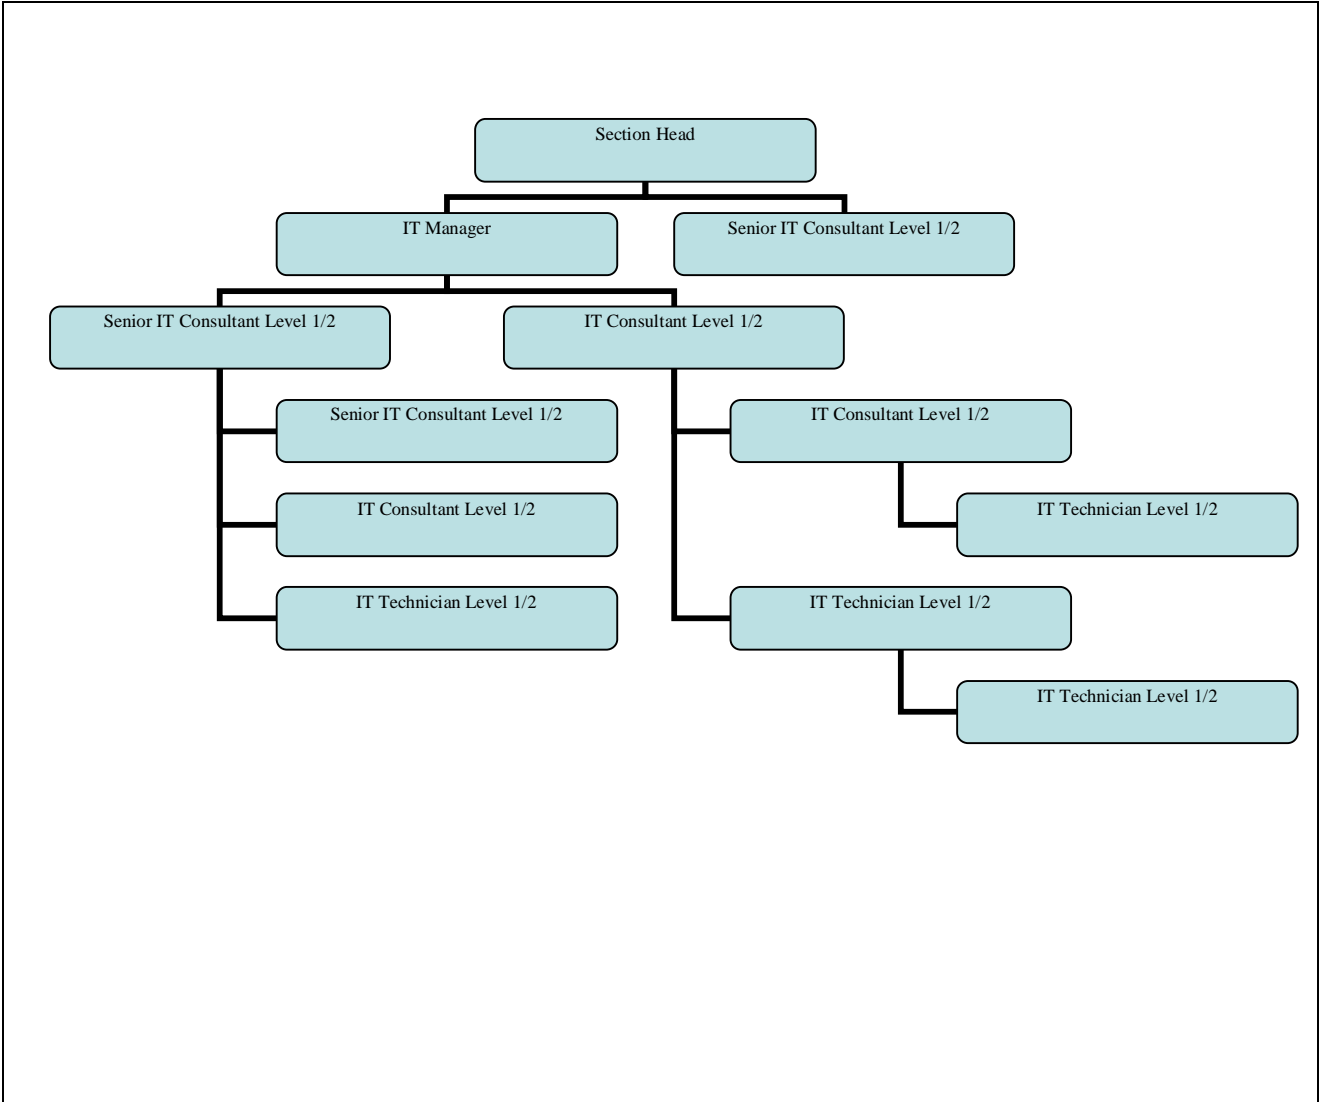 Section Head
IT Manager
Senior IT Consultant Level 1/2
Senior IT Consultant Level 1/2
IT Consultant Level 1/2
Senior IT Consultant Level 1/2
IT Consultant Level 1/2
IT Consultant Level 1/2
IT Technician Level 1/2
IT Technician Level 1/2
IT Technician Level 1/2
IT Technician Level 1/2